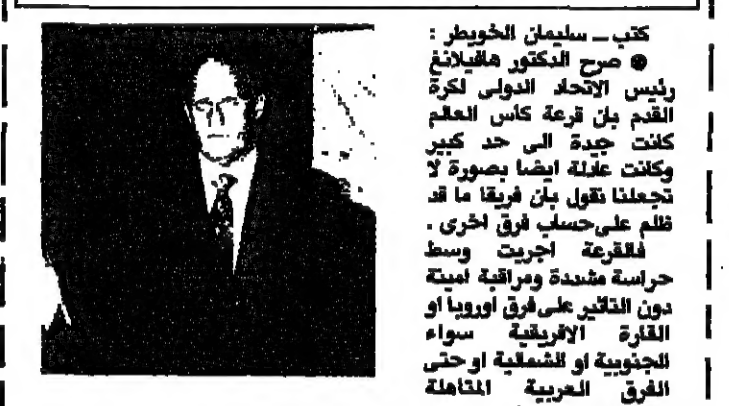 كتب ــ سليمان الخويطر :
● صرح الدكتور هافيلانغ
رئيس الاتحاد الدولى لكرة
القدم بان قرعة كاس العالم
كانت جيدة الى حد كبير
وكانت عادلة ايضا بصورة لا
تجعلنا نقول بان فريقا ما قد
ظلم على حساب فرق اخرى .
فالقرعة اجريت وسط
حراسة مشددة ومراقبة امينة
دون التاثير على فرق اوروبا او
القارة الافريقية سواء
الجنوبية او الشمالية او حتى
الفرق العربية المتاهلة